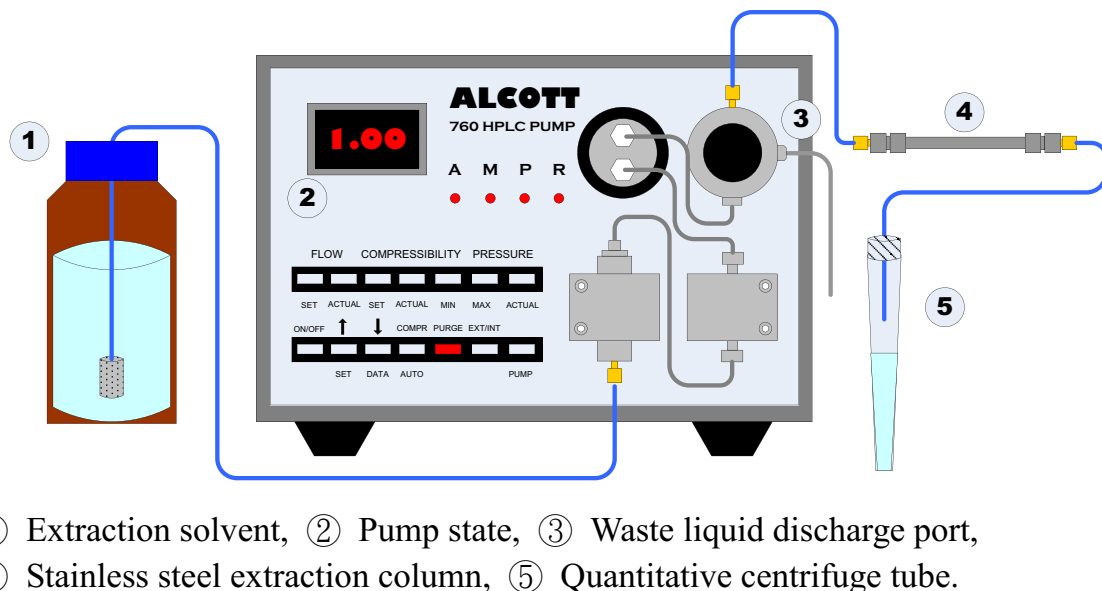 1
ALCOTT
760 HPLC PUMP
1.00
2
3
4
5
A M P R
FLOW COMPRESSIBILITY PRESSURE
SET ACTUAL SET ACTUAL MIN MAX ACTUAL
ON/OFF ↑ ↓ COMPR PURGE EXT/INT
SET DATA AUTO PUMP
Extraction solvent, ② Pump state, ③ Waste liquid discharge port,
Stainless steel extraction column, ⑤ Quantitative centrifuge tube.